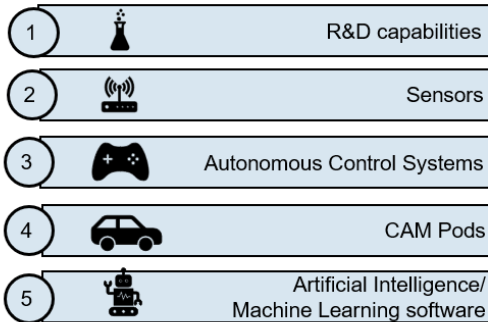 1
R&D capabilities
2
Sensors
3
Autonomous Control Systems
4
CAM Pods
5
Artificial Intelligence/
Machine Learning software